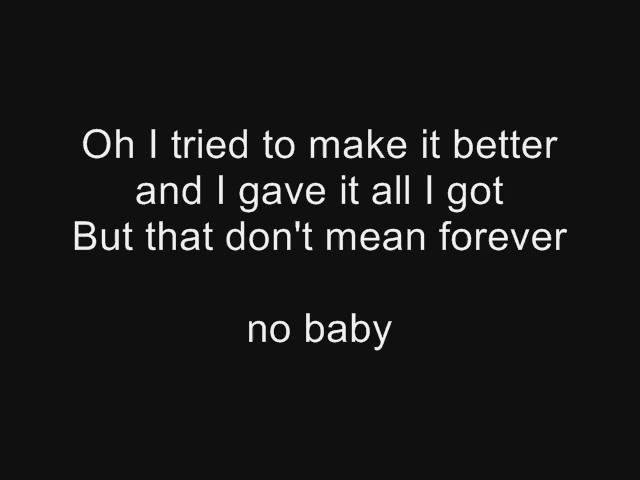 Oh I tried to make it better
and I gave it all I got
But that don't mean forever
no baby